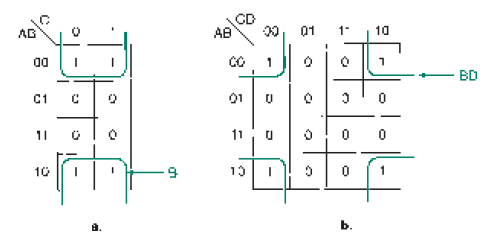 C CD
AB 0 1 AB 00 01 11 10
00 1 1 00 1 0 0 1
BD
01 0 0 01 0 0 0 0
11 0 0 11 0 0 0 0
10 1 1 B 10 1 0 0 1
a. b.